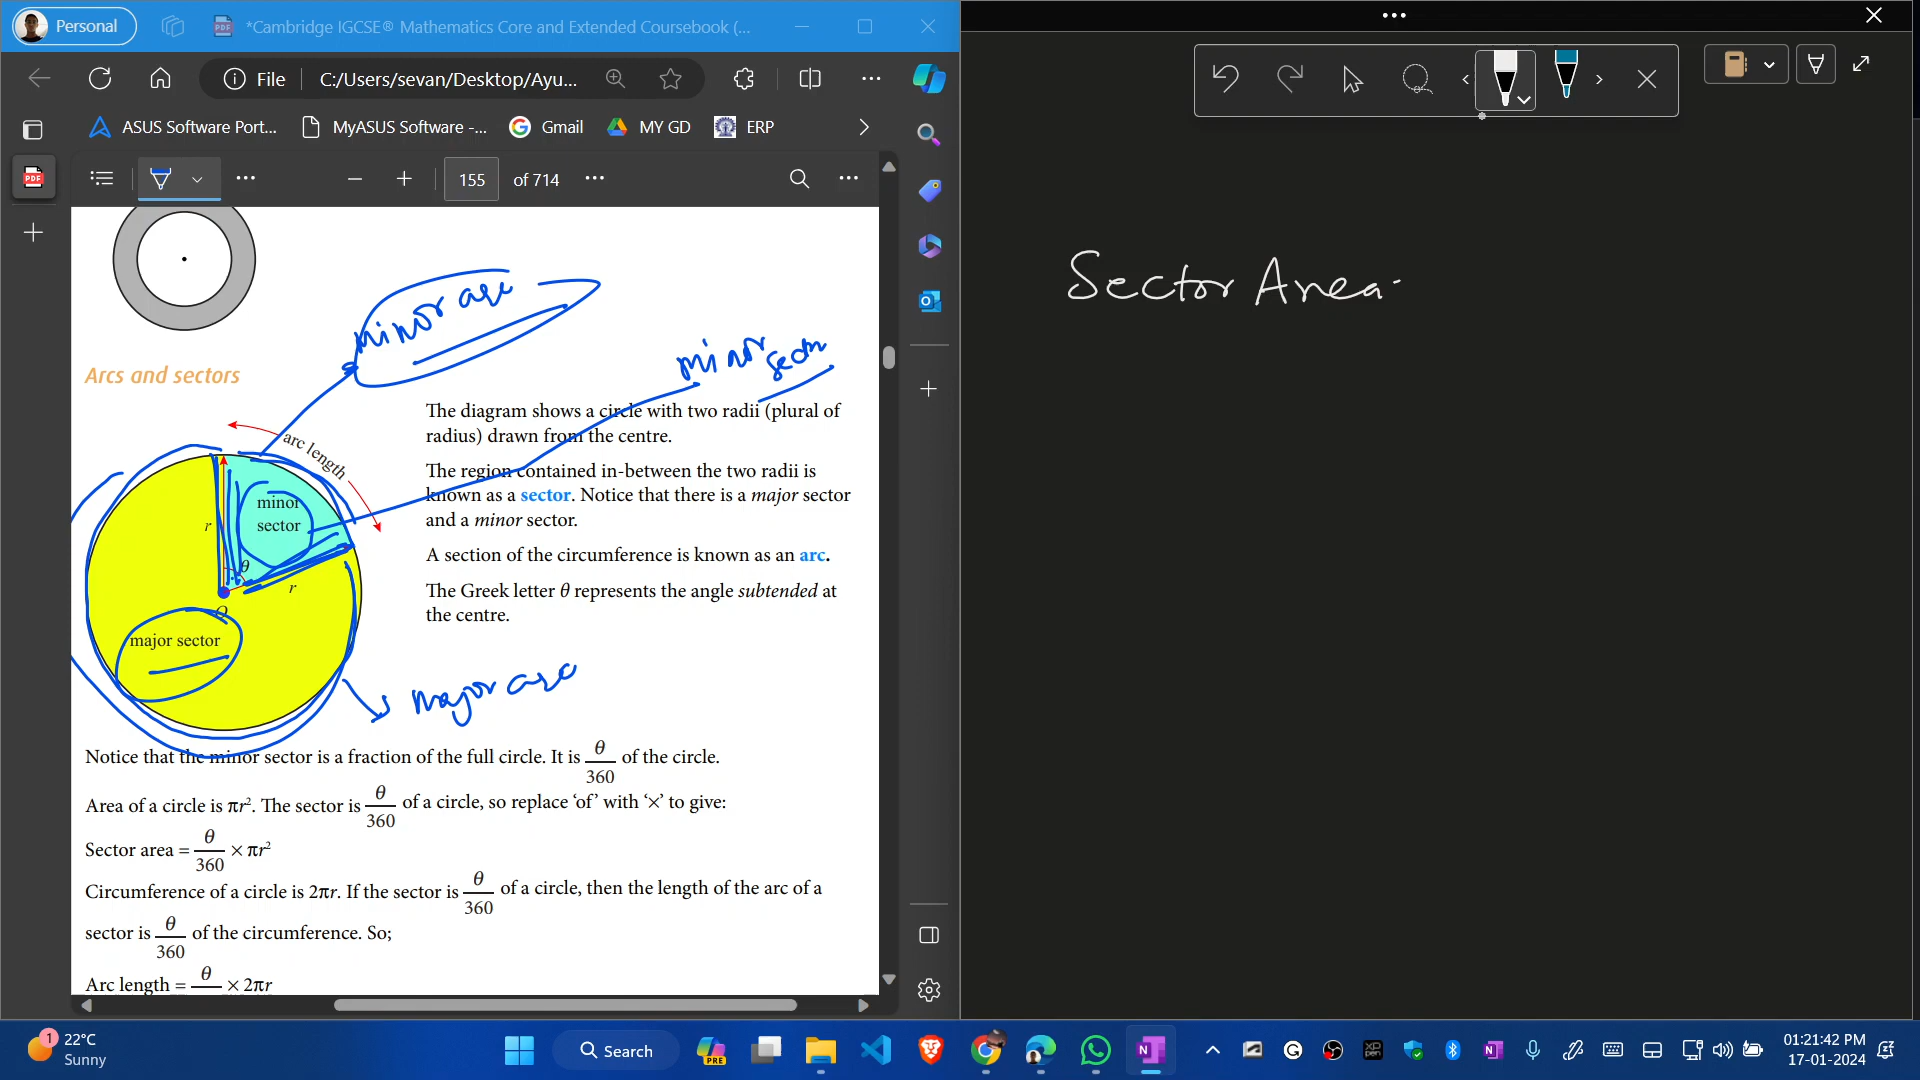 Personal
*Cambridge IGCSE® Mathematics Core and Extended Coursebook (...
File
C:/Users/sevan/Desktop/Ayu...
ASUS Software Port...
MyASUS Software -...
Gmail
MY GD
ERP
155 of 714
minor arc
minor
Arcs and sectors
The diagram shows a circle with two radii (plural of
radius) drawn from the centre.
arc length
The region contained in-between the two radii is
known as a sector. Notice that there is a major sector
and a minor sector.
minor
sector
r
A section of the circumference is known as an arc.
θ
r
The Greek letter θ represents the angle subtended at
the centre.
O
major sector
major arc
Notice that the minor sector is a fraction of the full circle. It is θ/360 of the circle.
Area of a circle is πr². The sector is θ/360 of a circle, so replace ‘of’ with ‘×’ to give:
Sector area = θ/360 × πr²
Circumference of a circle is 2πr. If the sector is θ/360 of a circle, then the length of the arc of a
sector is θ/360 of the circumference. So;
Arc length = θ × 2πr
Sector Area
1
22°C
Sunny
Search
PRE
01:21:42 PM
17-01-2024